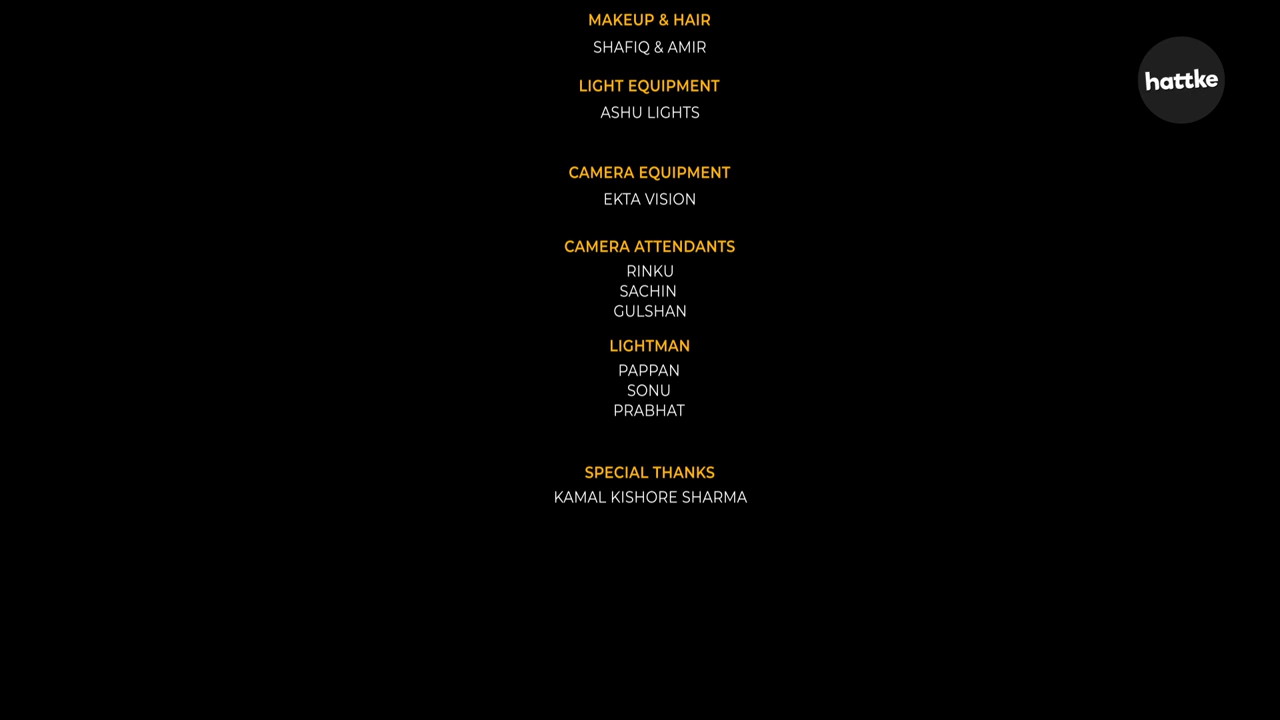 MAKEUP & HAIR
SHAFIQ & AMIR
hattke
LIGHT EQUIPMENT
ASHU LIGHTS
CAMERA EQUIPMENT
EKTA VISION
CAMERA ATTENDANTS
RINKU
SACHIN
GULSHAN
LIGHTMAN
PAPPAN
SONU
PRABHAT
SPECIAL THANKS
KAMAL KISHORE SHARMA